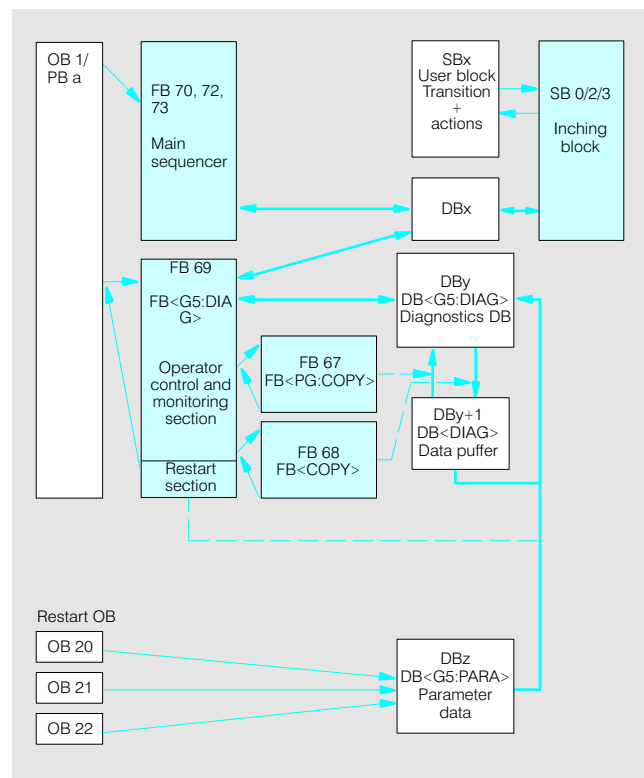 OB 1/
PB a
FB 70, 72,
73
Main
sequencer
SBx
User block
Transition
+
actions
SB 0/2/3
Inching
block
DBx
FB 69
FB<G5:DIA
G>
Operator
control and
monitoring
section
Restart
section
DBy
DB<G5:DIAG>
Diagnostics DB
FB 67
FB<PG:COPY>
FB 68
FB<COPY>
DBy+1
DB<DIAG>
Data puffer
Restart OB
OB 20
OB 21
OB 22
DBz
DB<G5:PARA>
Parameter
data